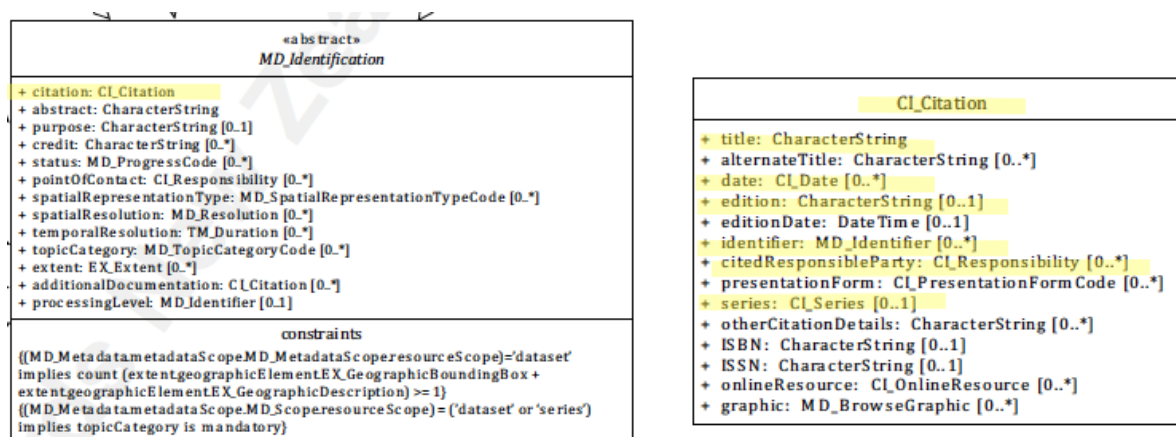 «abstract»
MD_Identification
+ citation: CI_Citation
+ abstract: CharacterString
+ purpose: CharacterString [0..1]
+ credit: CharacterString [0..*]
+ status: MD_ProgressCode [0..*]
+ pointOfContact: CI_Responsibility [0..*]
+ spatialRepresentationType: MD_SpatialRepresentationTypeCode [0..*]
+ spatialResolution: MD_Resolution [0..*]
+ temporalResolution: TM_Duration [0..*]
+ topicCategory: MD_TopicCategoryCode [0..*]
+ extent: EX_Extent [0..*]
+ additionalDocumentation: CI_Citation [0..*]
+ processingLevel: MD_Identifier [0..1]
constraints
{(MD_Metadata.metadataScope.MD_MetadataScope.resourceScope)='dataset'
implies count (extent.geographicElement.EX_GeographicBoundingBox +
extent.geographicElement.EX_GeographicDescription) >= 1}
{(MD_Metadata.metadataScope.MD_Scope.resourceScope) = ('dataset' or 'series')
implies topicCategory is mandatory}
CI_Citation
+ title: CharacterString
+ alternateTitle: CharacterString [0..*]
+ date: CI_Date [0..*]
+ edition: CharacterString [0..1]
+ editionDate: DateTime [0..1]
+ identifier: MD_Identifier [0..*]
+ citedResponsibleParty: CI_Responsibility [0..*]
+ presentationForm: CI_PresentationFormCode [0..*]
+ series: CI_Series [0..1]
+ otherCitationDetails: CharacterString [0..*]
+ ISBN: CharacterString [0..1]
+ ISSN: CharacterString [0..1]
+ onlineResource: CI_OnlineResource [0..*]
+ graphic: MD_BrowseGraphic [0..*]